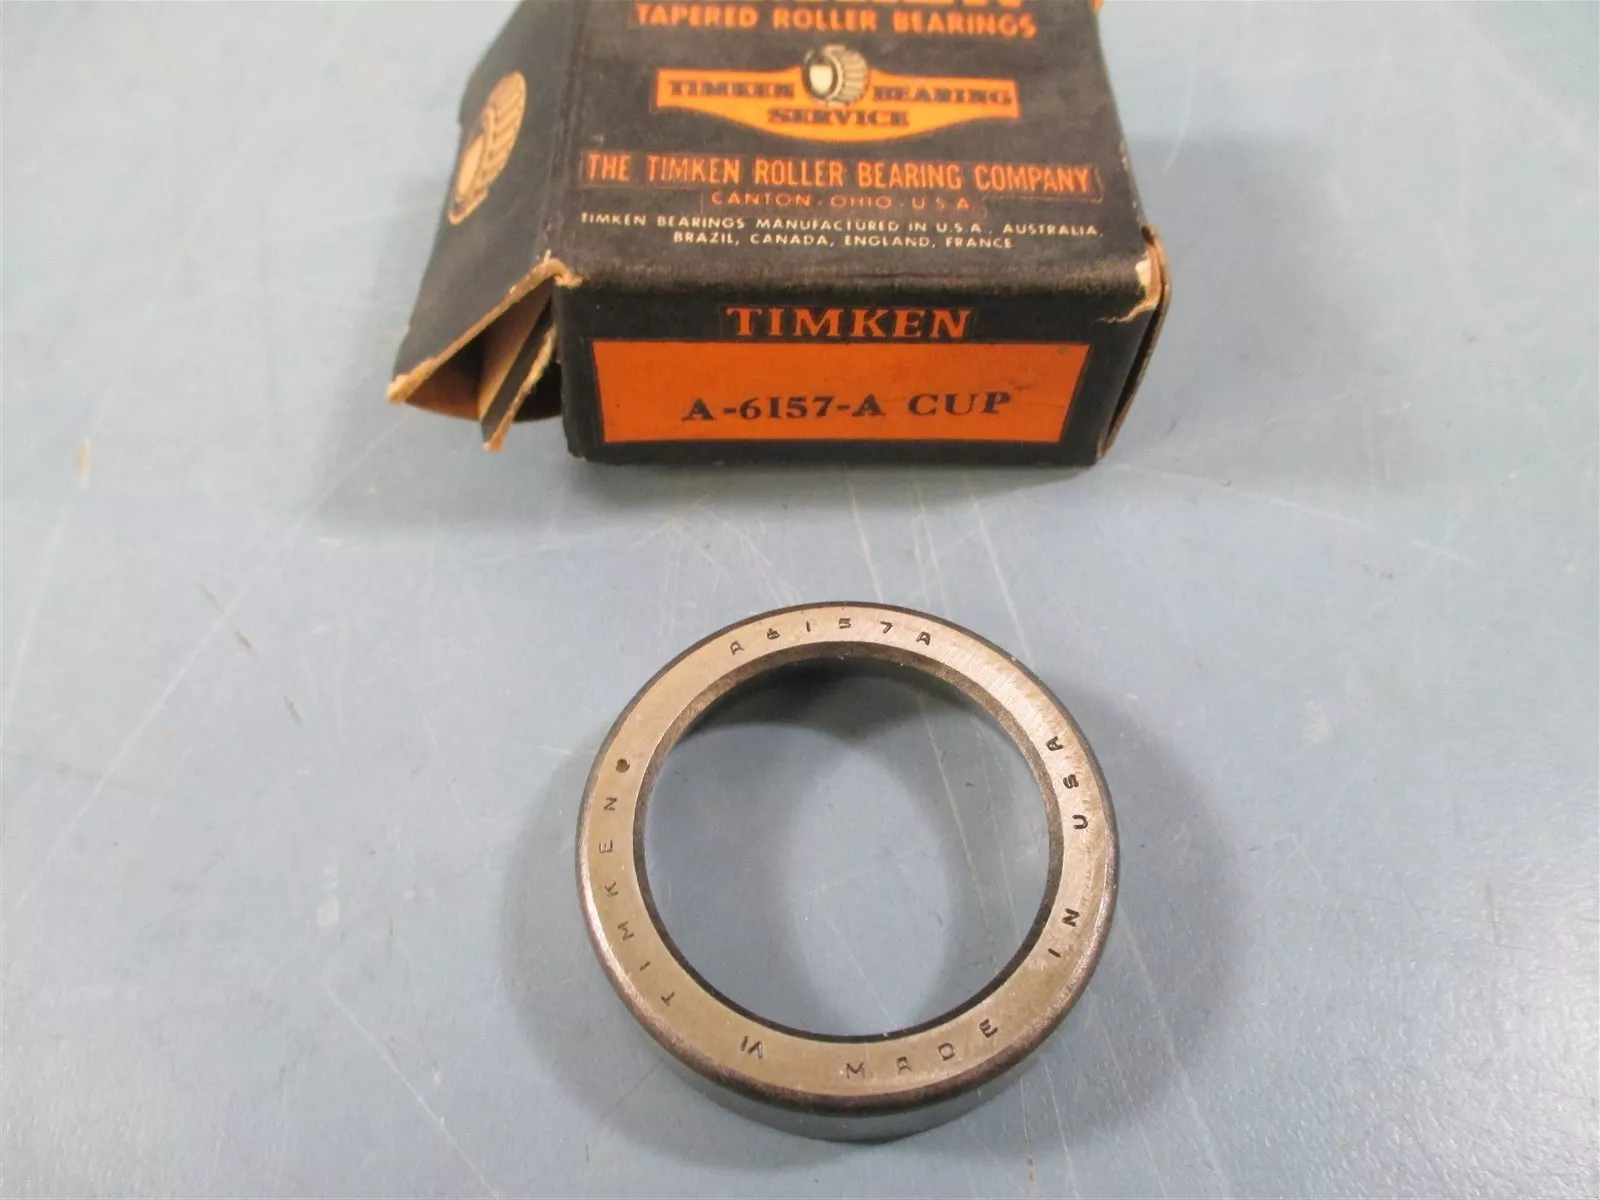 TAPERED ROLLER BEARINGS
TIMKEN BEARING
SERVICE
THE TIMKEN ROLLER BEARING COMPANY
CANTON·OHIO·U.S.A.
TIMKEN BEARINGS MANUFACTURED IN U.S.A., AUSTRALIA,
BRAZIL, CANADA, ENGLAND, FRANCE
TIMKEN
A-6157-A CUP
A6157A
MADE IN USA
TIMKEN